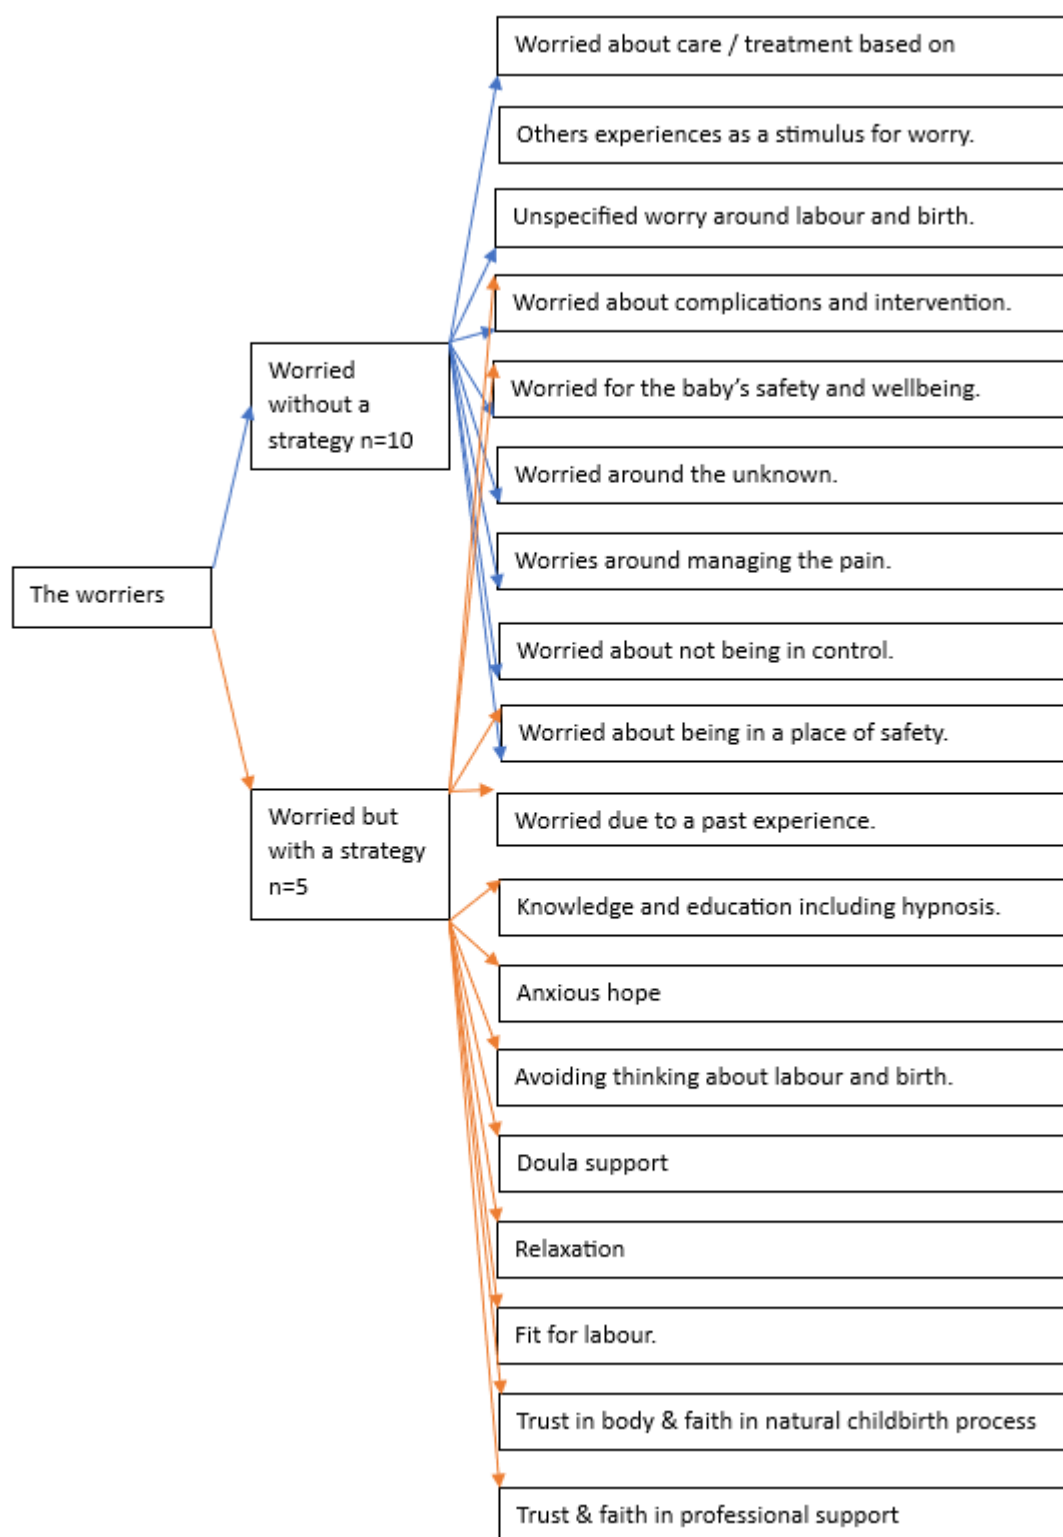 Worried about care / treatment based on
Others experiences as a stimulus for worry.
Unspecified worry around labour and birth.
Worried about complications and intervention.
Worried
without a
strategy n=10
Worried for the baby’s safety and wellbeing.
Worried around the unknown.
Worries around managing the pain.
The worriers
Worried about not being in control.
Worried about being in a place of safety.
Worried but
with a strategy
n=5
Worried due to a past experience.
Knowledge and education including hypnosis.
Anxious hope
Avoiding thinking about labour and birth.
Doula support
Relaxation
Fit for labour.
Trust in body & faith in natural childbirth process
Trust & faith in professional support